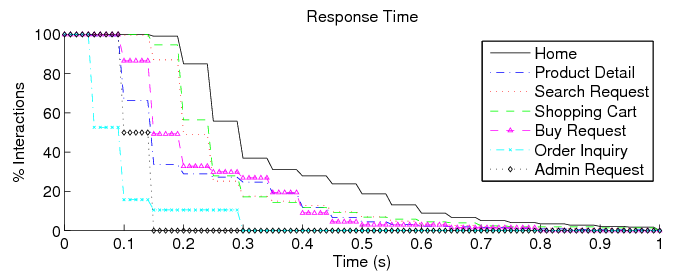 Response Time
% Interactions
100
80
60
40
20
0
0 0.1 0.2 0.3 0.4 0.5 0.6 0.7 0.8 0.9 1
Time (s)
Home
Product Detail
Search Request
Shopping Cart
Buy Request
Order Inquiry
Admin Request